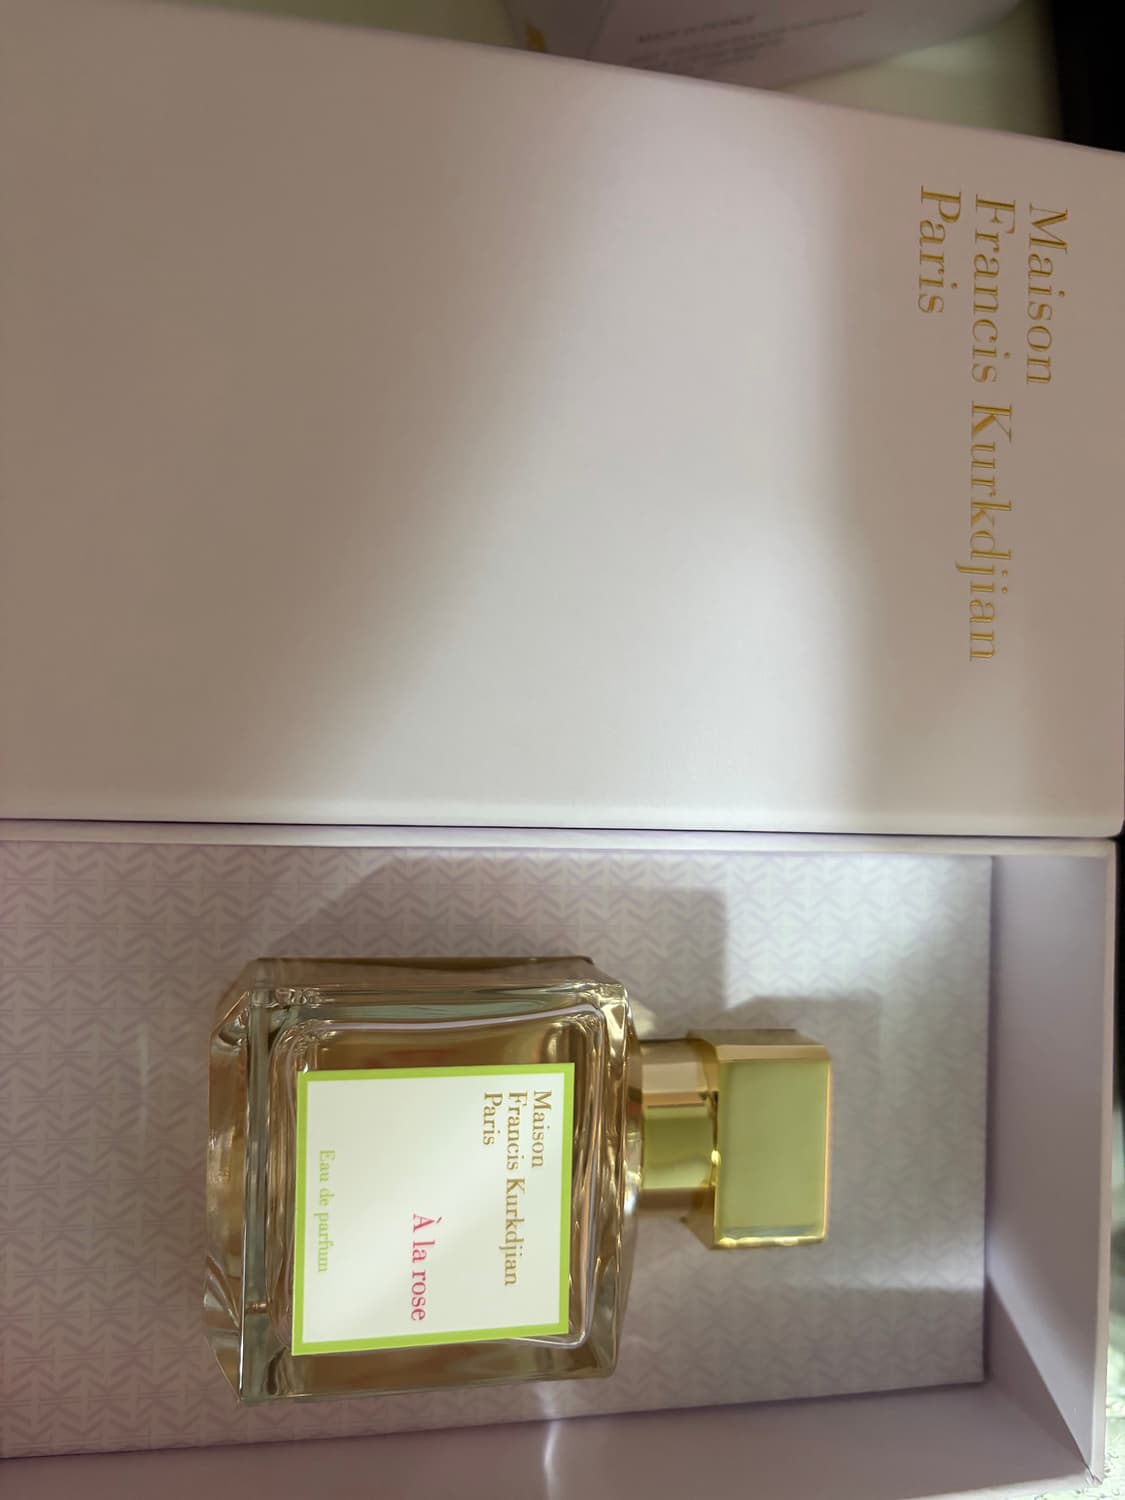 Maison
Francis Kurkdjian
Paris
Maison
Francis Kurkdjian
Paris
À la rose
Eau de parfum